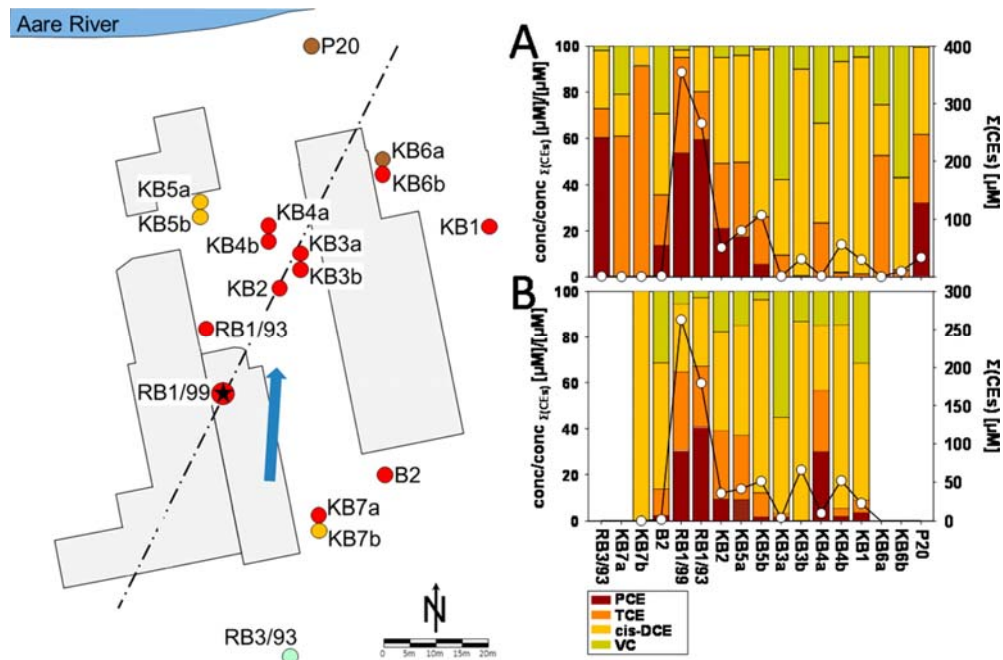 Aare River
P20
KB6a
KB6b
KB5a
KB5b
KB4a
KB4b
KB3a
KB3b
KB1
KB2
RB1/93
RB1/99
B2
KB7a
KB7b
RB3/93
N
0 5m 10m 15m 20m
A
100
80
60
40
20
0
conc/conc Σ(CEs) [µM]/[µM]
400
300
200
100
0
Σ(CEs) [µM]
B
100
80
60
40
20
0
conc/conc Σ(CEs) [µM]/[µM]
300
250
200
150
100
50
0
Σ(CEs) [µM]
RB3/93
KB7a
KB7b
B2
RB1/99
RB1/93
KB2
KB5a
KB5b
KB3a
KB3b
KB4a
KB4b
KB1
KB6a
KB6b
P20
PCE
TCE
cis-DCE
VC